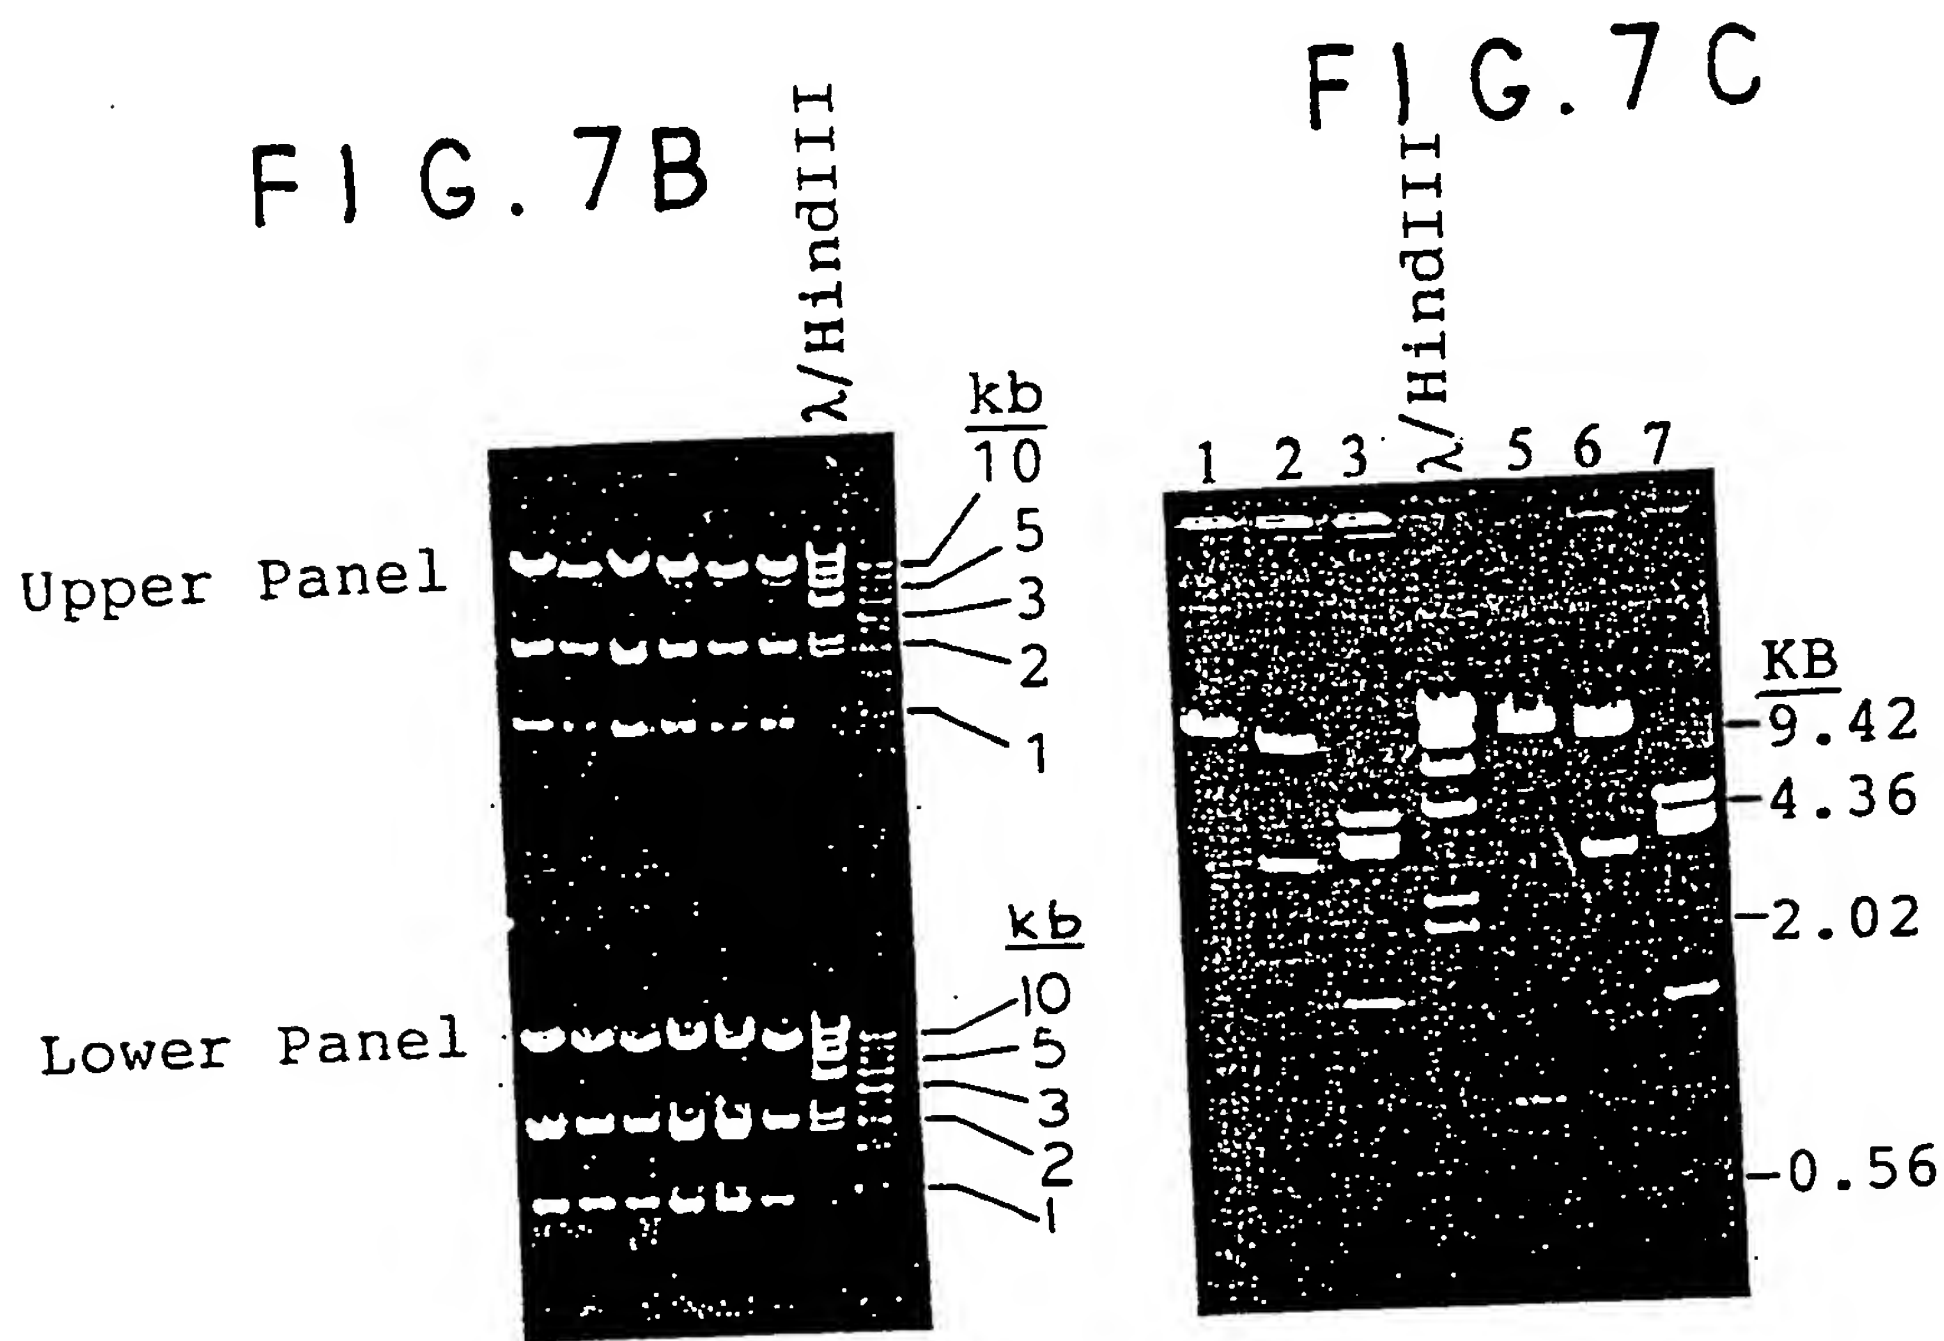 FIG.7B
λ/HindIII
kb
10
5
3
2
1
Upper Panel
kb
10
5
3
2
1
Lower Panel
FIG.7C
λ/HindIII
1 2 3 5 6 7
KB
-9.42
-4.36
-2.02
-0.56